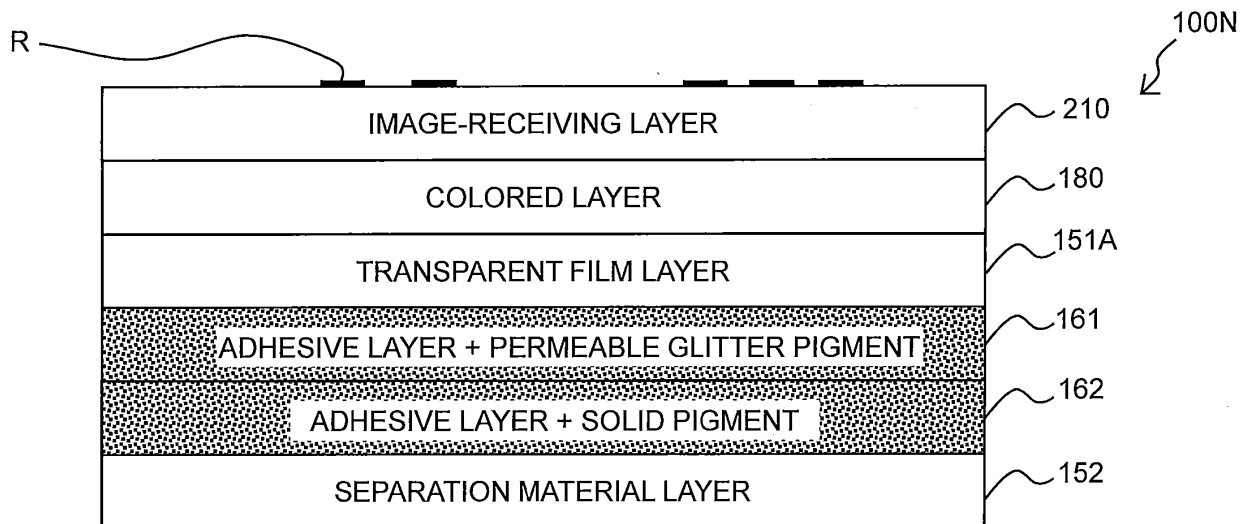 R
100N
IMAGE-RECEIVING LAYER
210
COLORED LAYER
180
TRANSPARENT FILM LAYER
151A
ADHESIVE LAYER + PERMEABLE GLITTER PIGMENT
161
ADHESIVE LAYER + SOLID PIGMENT
162
SEPARATION MATERIAL LAYER
152